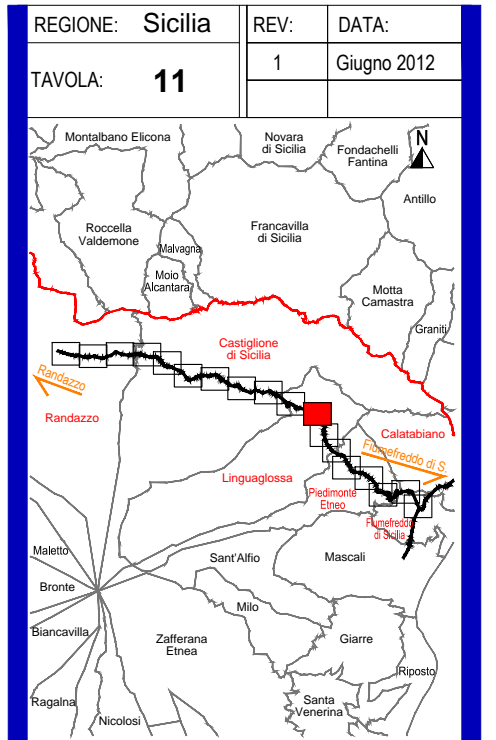 REGIONE: Sicilia
REV:
DATA:
TAVOLA: 11
1
Giugno 2012
Montalbano Elicona
Novara
di Sicilia
Fondachelli
Fantina
N
Antillo
Roccella
Valdemone
Malvagna
Francavilla
di Sicilia
Moio
Alcantara
Motta
Camastra
Graniti
Castiglione
di Sicilia
Randazzo
Randazzo
Calatabiano
Fiumefreddo di S.
Linguaglossa
Piedimonte
Etneo
Fiumefreddo
di Sicilia
Maletto
Sant'Alfio
Mascali
Bronte
Milo
Biancavilla
Zafferana
Etnea
Giarre
Riposto
Ragalna
Santa
Venerina
Nicolosi